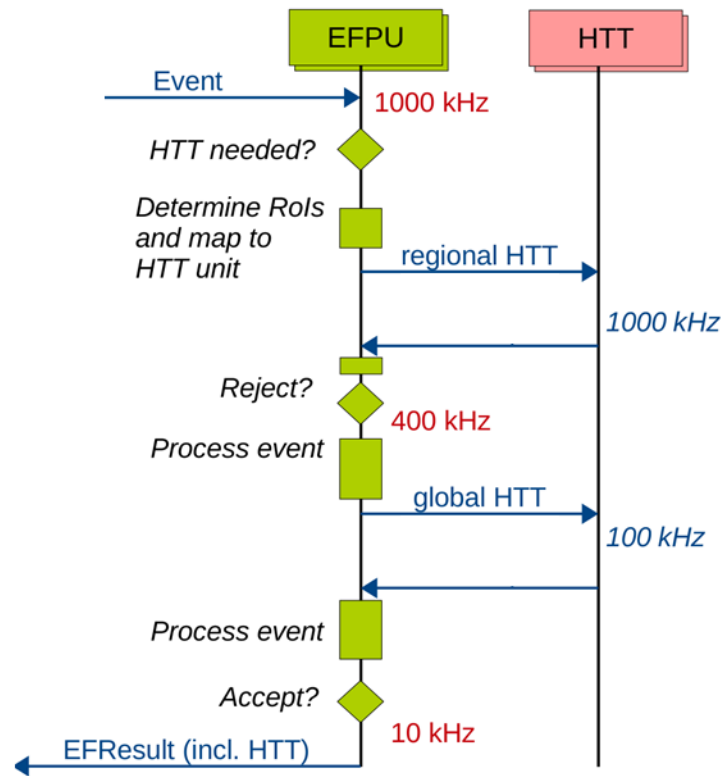 EFPU
HTT
Event
1000 kHz
HTT needed?
Determine RoIs
and map to
HTT unit
regional HTT
1000 kHz
Reject?
400 kHz
Process event
global HTT
100 kHz
Process event
Accept?
10 kHz
EFResult (incl. HTT)